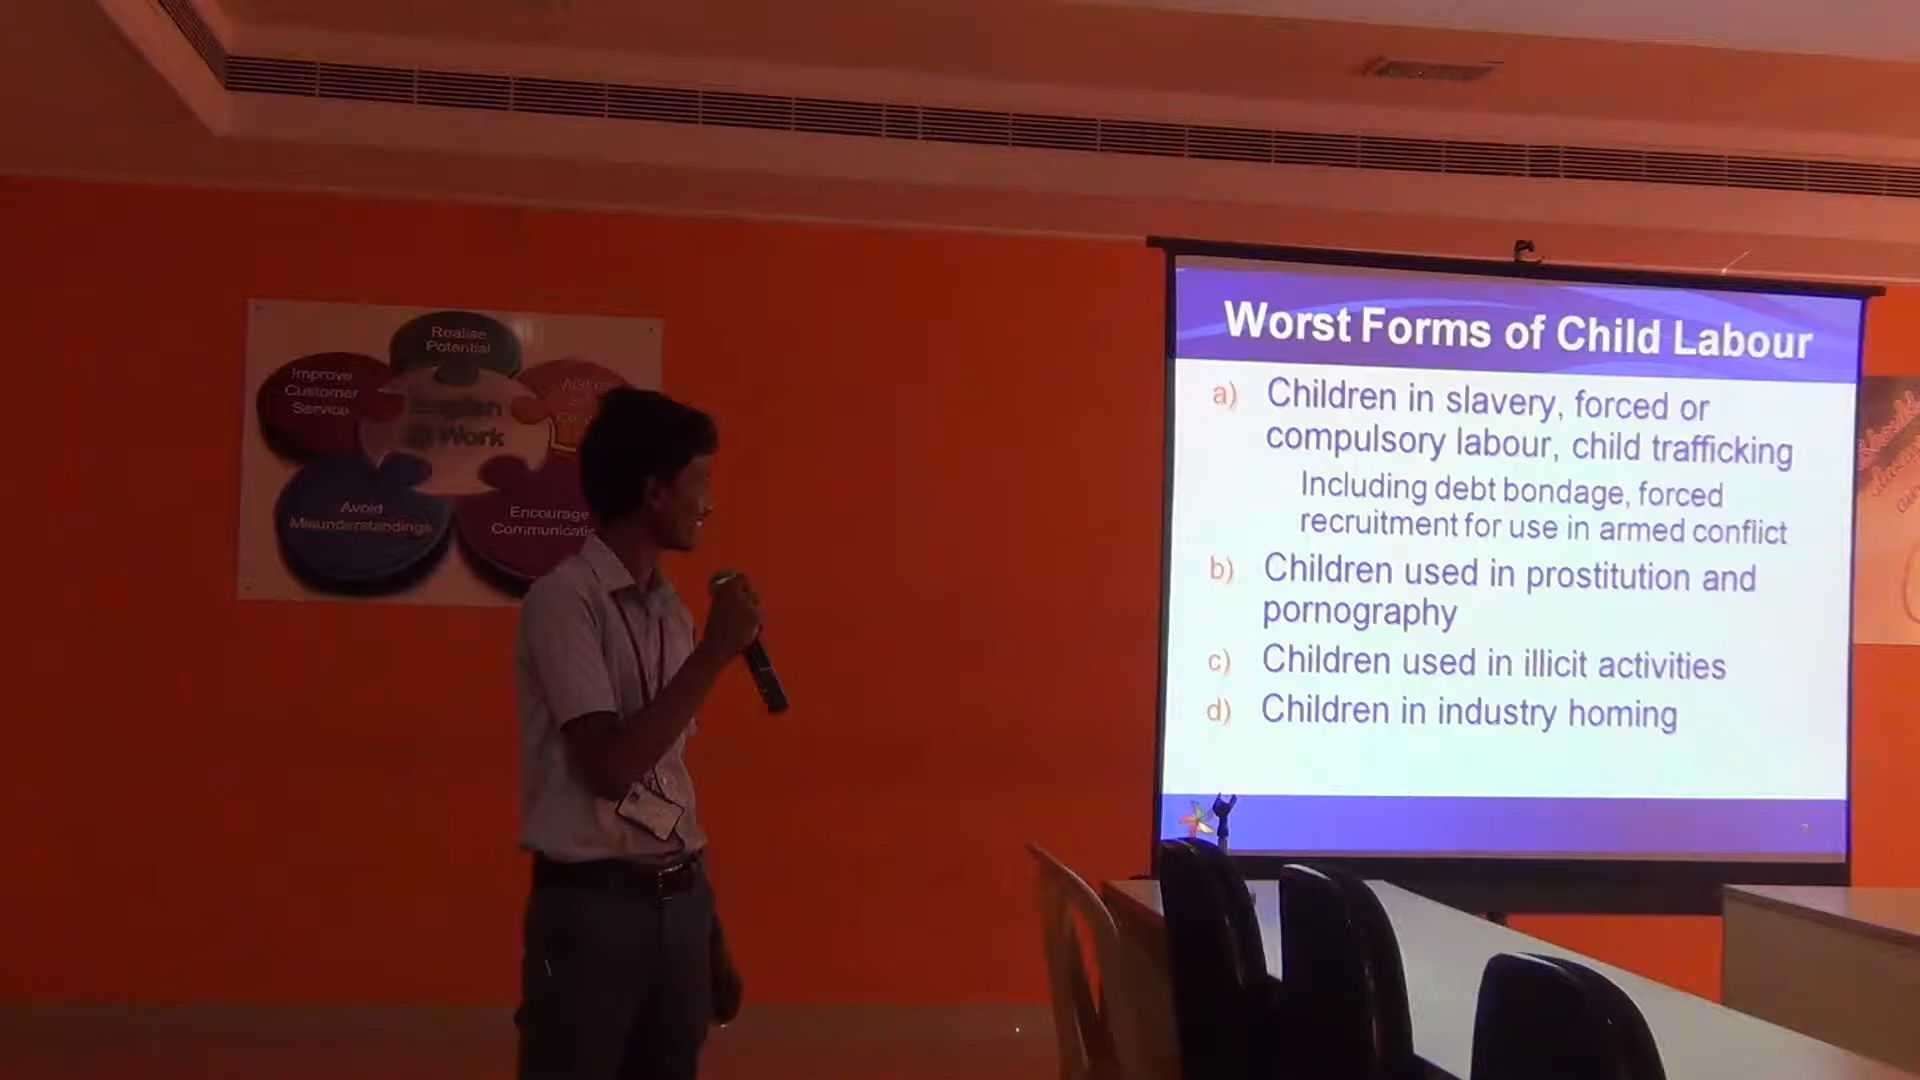 Realise
Potential
Improve
Customer
Service
English
@ Work
Avoid
Misunderstandings
Encourage
Worst Forms of Child Labour
a) Children in slavery, forced or
compulsory labour, child trafficking
Including debt bondage, forced
recruitment for use in armed conflict
b) Children used in prostitution and
pornography
c) Children used in illicit activities
d) Children in industry homing